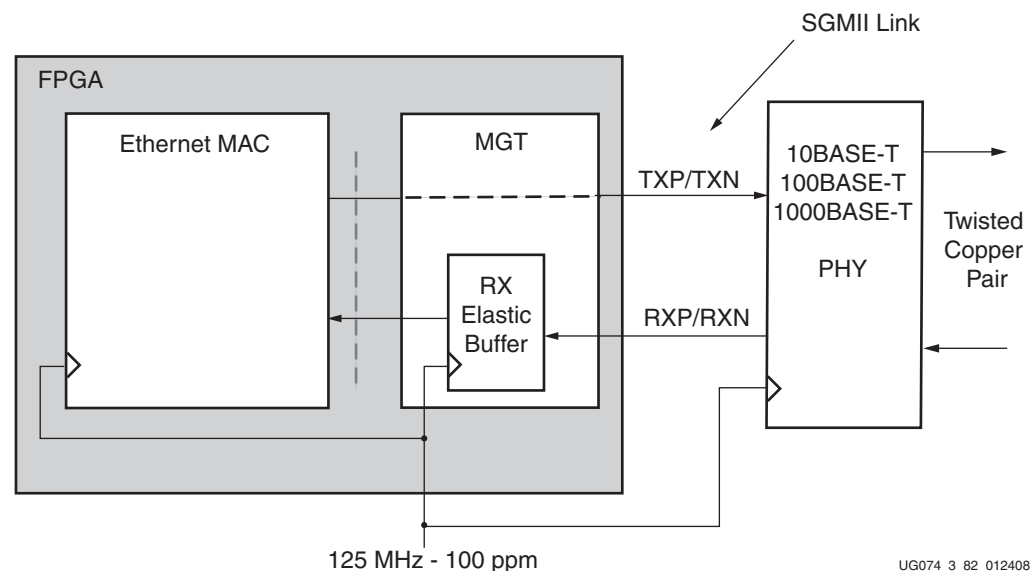 SGMII Link
FPGA
Ethernet MAC
MGT
10BASE-T
100BASE-T
1000BASE-T
PHY
TXP/TXN
Twisted
Copper
Pair
RX
Elastic
Buffer
RXP/RXN
125 MHz - 100 ppm
UG074_3_82_012408